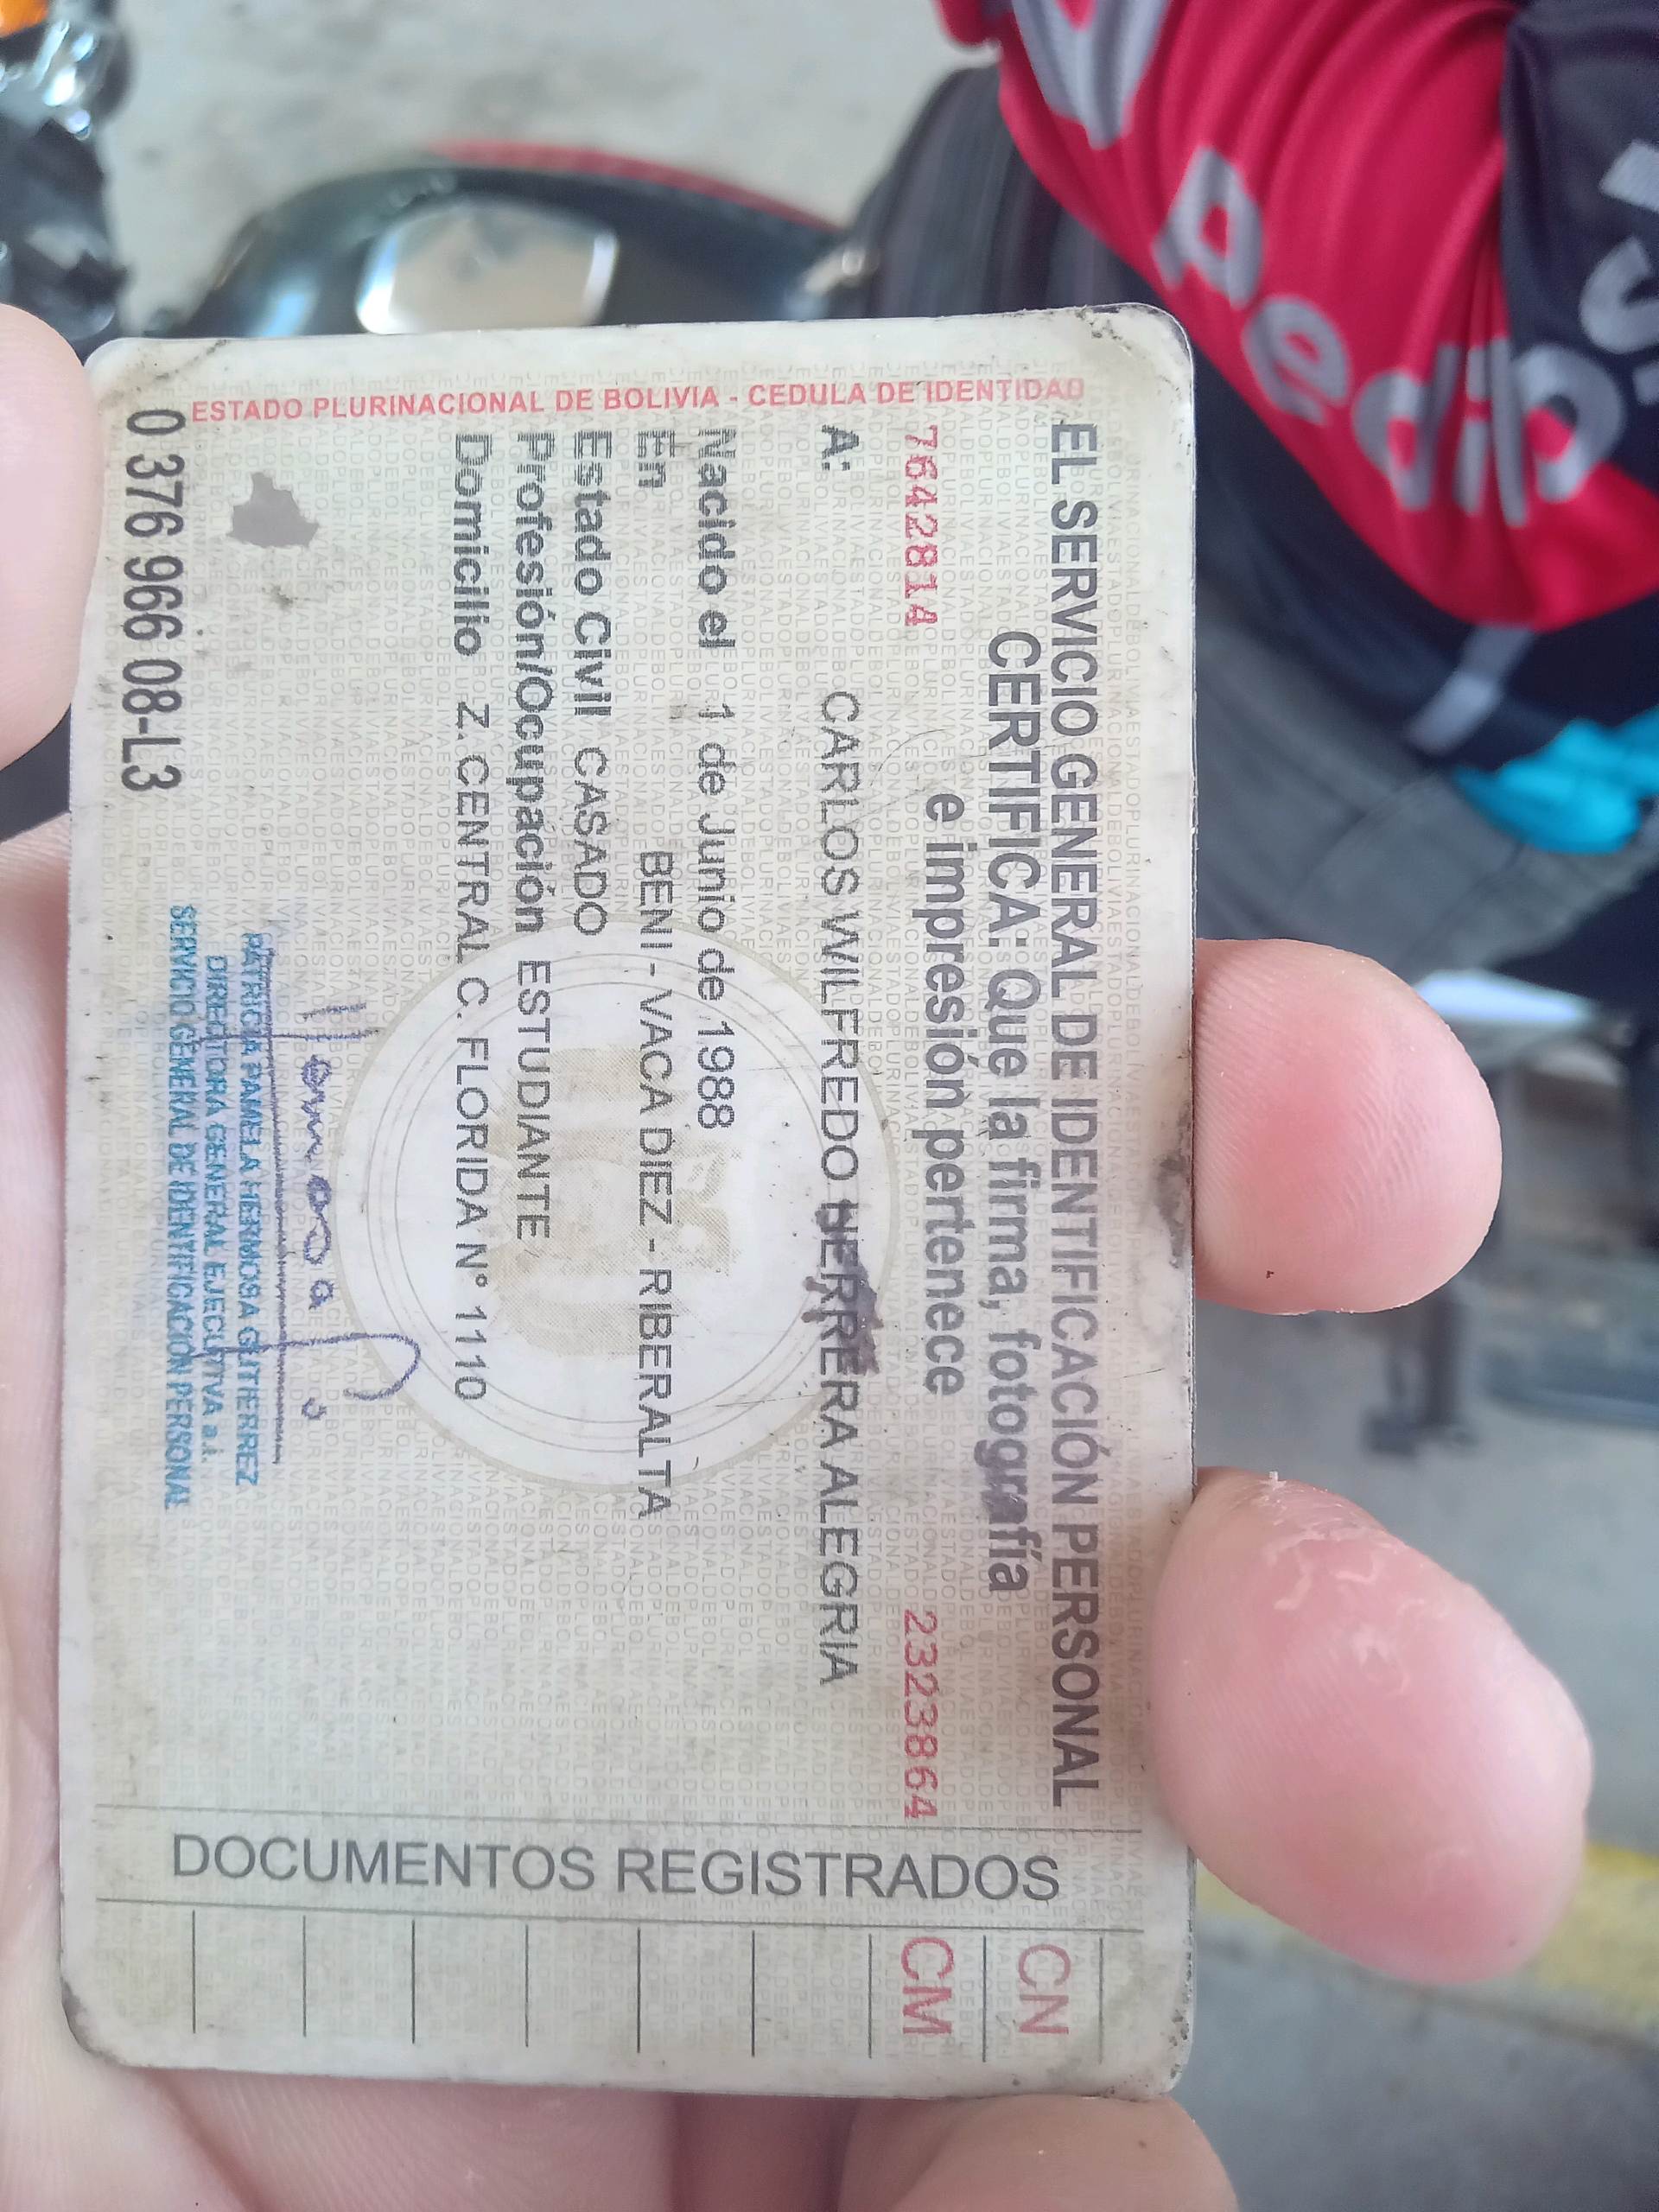 ESTADO PLURINACIONAL DE BOLIVIA - CEDULA DE IDENTIDAD
EL SERVICIO GENERAL DE IDENTIFICACIÓN PERSONAL
CERTIFICA: Que la firma, fotografía
e impresión pertenece
7642814
2323864
A: CARLOS WILFREDO HERRERA ALEGRIA
Nacido el 1 de Junio de 1988
En BENI - VACA DIEZ - RIBERALTA
Estado Civil CASADO
Profesión/Ocupación ESTUDIANTE
Domicilio Z. CENTRAL C. FLORIDA N° 1110
PATRICIA PAMELA HERMOSA GUTIERREZ
DIRECTORA GENERAL EJECUTIVA a.i.
SERVICIO GENERAL DE IDENTIFICACIÓN PERSONAL
0 376 966 08-L3
DOCUMENTOS REGISTRADOS
CN
CM